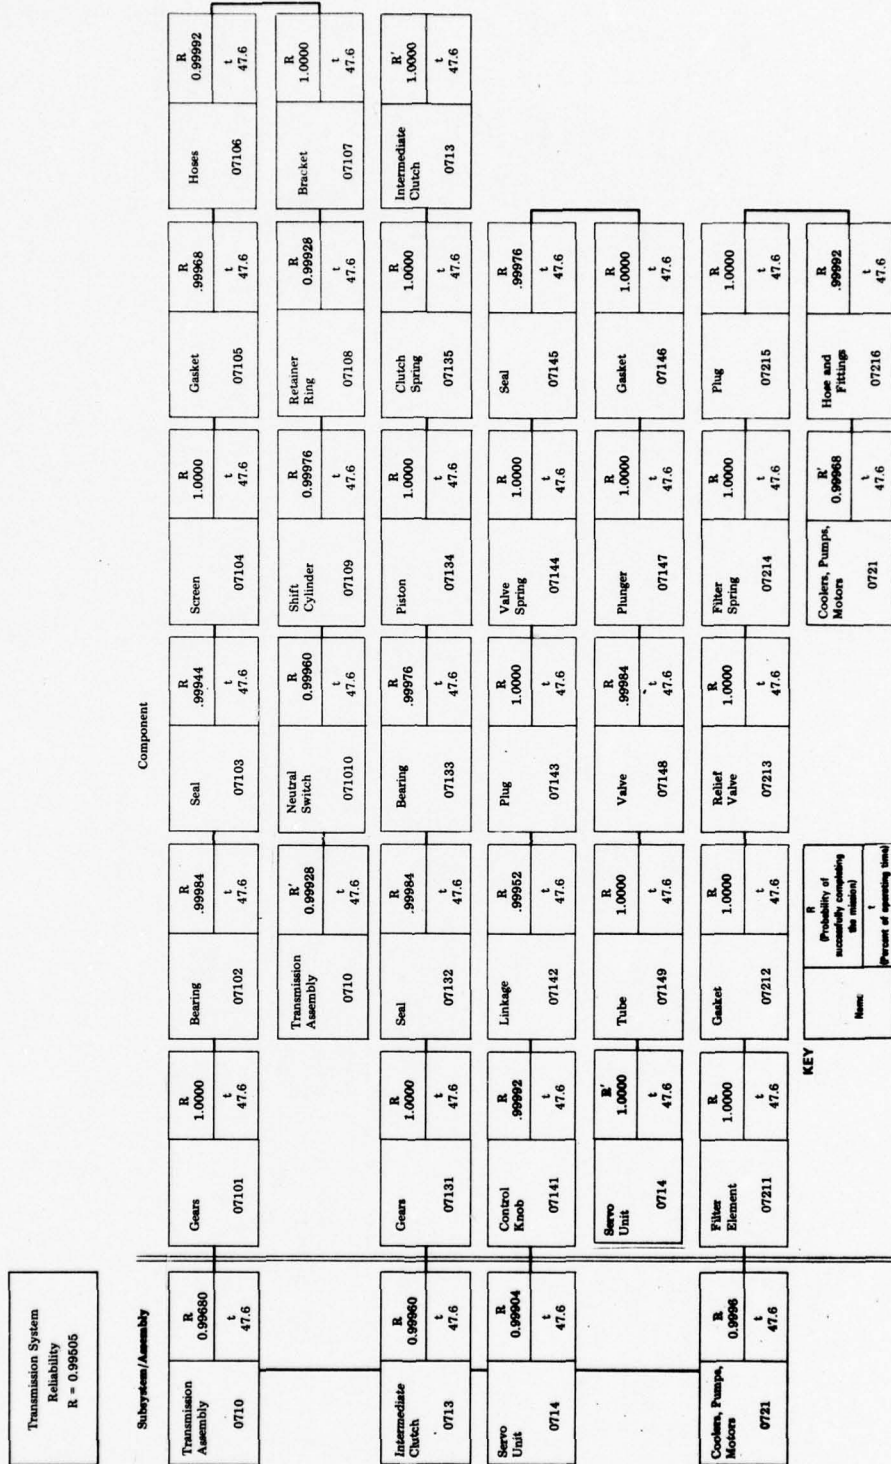 Transmission System
Reliability
R = 0.99505
Subsystem/Assembly
Component
Transmission
Assembly
0710
R
0.99680
t
47.6
Gears
07101
R
1.0000
t
47.6
Bearing
07102
R
.99984
t
47.6
Seal
07103
R
.99944
t
47.6
Screen
07104
R
1.0000
t
47.6
Gasket
07105
R
.99968
t
47.6
Hoses
07106
R
0.99992
t
47.6
Transmission
Assembly
0710
R'
0.99928
t
47.6
Neutral
Switch
071010
R
0.99960
t
47.6
Shift
Cylinder
07109
R
0.99976
t
47.6
Retainer
Ring
07108
R
0.99928
t
47.6
Bracket
07107
R
1.0000
t
47.6
Intermediate
Clutch
0713
R
0.99960
t
47.6
Gears
07131
R
1.0000
t
47.6
Seal
07132
R
.99984
t
47.6
Bearing
07133
R
.99976
t
47.6
Piston
07134
R
1.0000
t
47.6
Clutch
Spring
07135
R
1.0000
t
47.6
Intermediate
Clutch
0713
R'
1.0000
t
47.6
Servo
Unit
0714
R
0.99904
t
47.6
Control
Knob
07141
R
.99992
t
47.6
Linkage
07142
R
.99952
t
47.6
Plug
07143
R
1.0000
t
47.6
Valve
Spring
07144
R
1.0000
t
47.6
Seal
07145
R
.99976
t
47.6
Servo
Unit
0714
R'
1.0000
t
47.6
Tube
07149
R
1.0000
t
47.6
Valve
07148
R
.99984
t
47.6
Plunger
07147
R
1.0000
t
47.6
Gasket
07146
R
1.0000
t
47.6
Coolers, Pumps,
Motors
0721
R
0.9996
t
47.6
Filter
Element
07211
R
1.0000
t
47.6
Gasket
07212
R
1.0000
t
47.6
Relief
Valve
07213
R
1.0000
t
47.6
Filter
Spring
07214
R
1.0000
t
47.6
Plug
07215
R
1.0000
t
47.6
Coolers, Pumps,
Motors
0721
R'
0.99968
t
47.6
Hose and
Fittings
07216
R
.99992
t
47.6
KEY
Name
R
(Probability of
successfully completing
the mission)
t
(Percent of operating time)